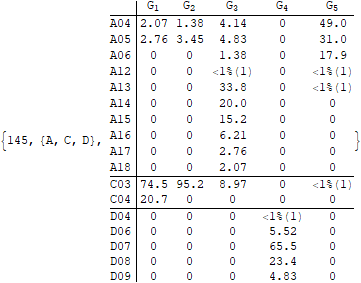 G1 G2 G3 G4 G5
A04 2.07 1.38 4.14 0 49.0
A05 2.76 3.45 4.83 0 31.0
A06 0 0 1.38 0 17.9
A12 0 0 <1%(1) 0 <1%(1)
A13 0 0 33.8 0 <1%(1)
A14 0 0 20.0 0 0
A15 0 0 15.2 0 0
{145, {A, C, D}, A16 0 0 6.21 0 0 }
A17 0 0 2.76 0 0
A18 0 0 2.07 0 0
C03 74.5 95.2 8.97 0 <1%(1)
C04 20.7 0 0 0 0
D04 0 0 0 <1%(1) 0
D06 0 0 0 5.52 0
D07 0 0 0 65.5 0
D08 0 0 0 23.4 0
D09 0 0 0 4.83 0